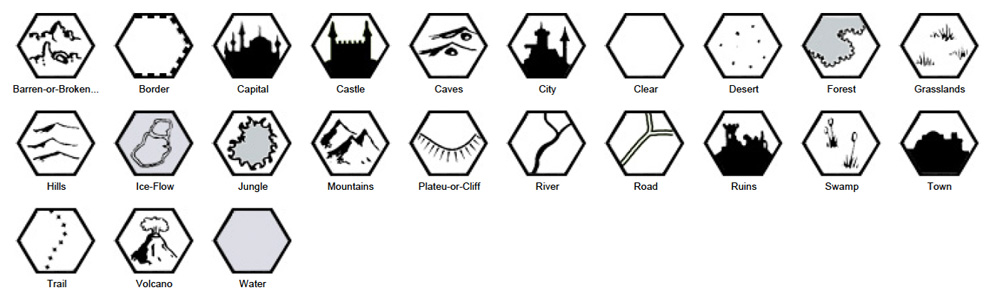 Barren-or-Broken... Border Capital Castle Caves City Clear Desert Forest Grasslands
Hills Ice-Flow Jungle Mountains Plateu-or-Cliff River Road Ruins Swamp Town
Trail Volcano Water